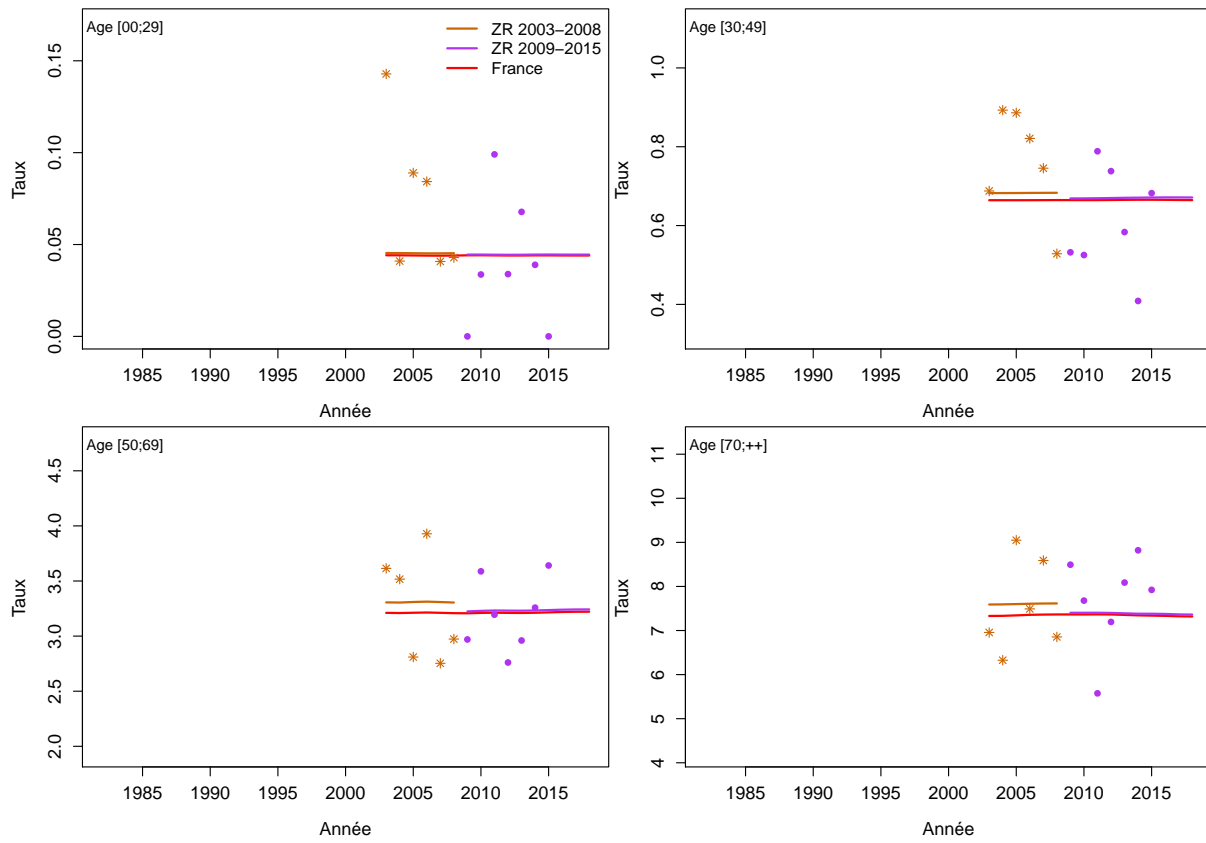 Age [00;29]
ZR 2003−2008
ZR 2009−2015
France
Taux
0.15
0.10
0.05
0.00
1985 1990 1995 2000 2005 2010 2015
Année
Age [30;49]
Taux
1.0
0.8
0.6
0.4
1985 1990 1995 2000 2005 2010 2015
Année
Age [50;69]
Taux
4.5
4.0
3.5
3.0
2.5
2.0
1985 1990 1995 2000 2005 2010 2015
Année
Age [70;++]
Taux
11
10
9
8
7
6
5
4
1985 1990 1995 2000 2005 2010 2015
Année